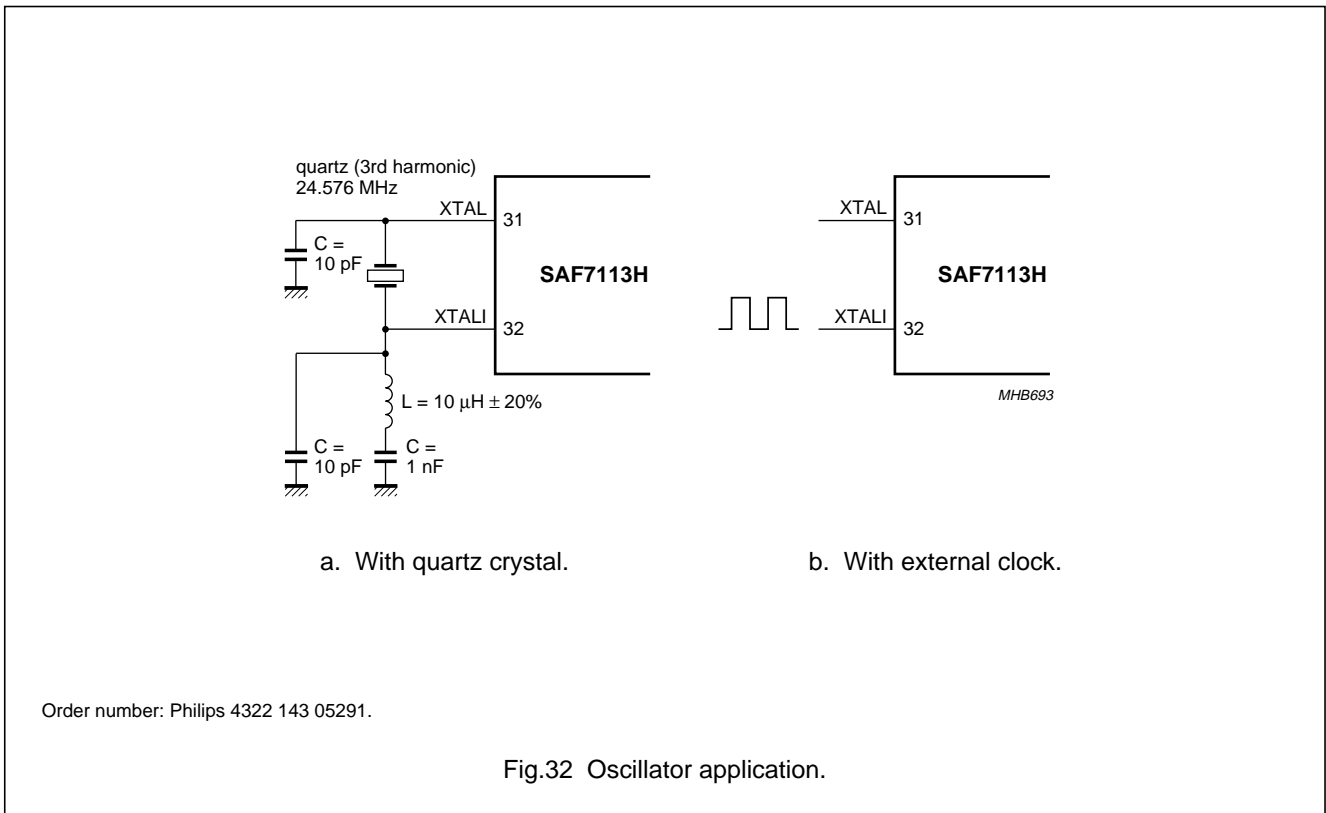 quartz (3rd harmonic)
24.576 MHz
XTAL
31
C =
10 pF
SAF7113H
XTALI
32
L = 10 μH ± 20%
C =
10 pF
C =
1 nF
XTAL
31
SAF7113H
XTALI
32
MHB693
a. With quartz crystal.
b. With external clock.
Order number: Philips 4322 143 05291.
Fig.32 Oscillator application.